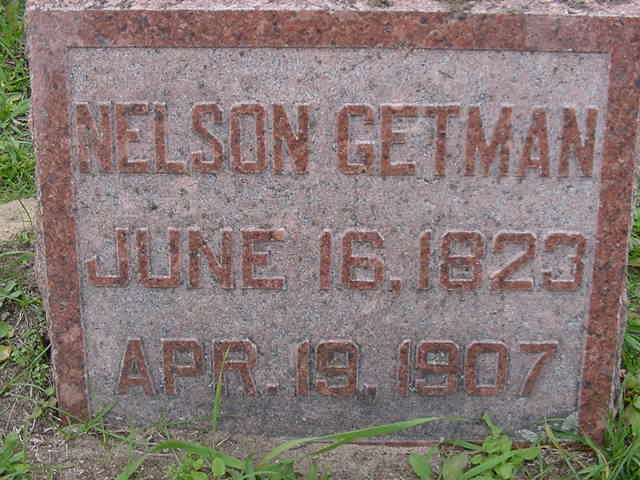 NELSON GETMAN
JUNE 16, 1823
APR. 19, 1907